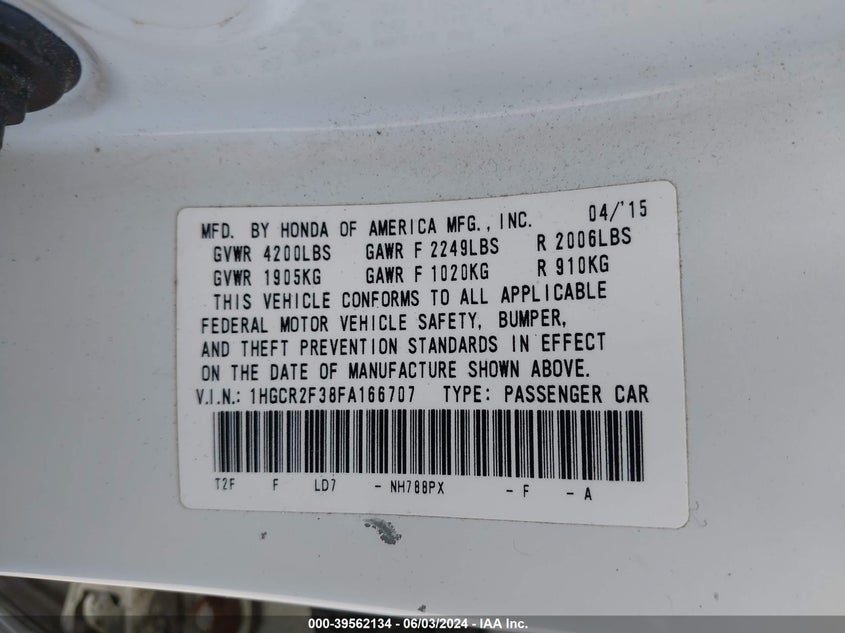 MFD. BY HONDA OF AMERICA MFG., INC. 04/'15
GVWR 4200LBS GAWR F 2249LBS R 2006LBS
GVWR 1905KG GAWR F 1020KG R 910KG
THIS VEHICLE CONFORMS TO ALL APPLICABLE
FEDERAL MOTOR VEHICLE SAFETY, BUMPER,
AND THEFT PREVENTION STANDARDS IN EFFECT
ON THE DATE OF MANUFACTURE SHOWN ABOVE.
V.I.N.: 1HGCR2F38FA166707 TYPE: PASSENGER CAR
T2F F LD7 - NH788PX - F - A
000-39562134 - 06/03/2024 - IAA Inc.